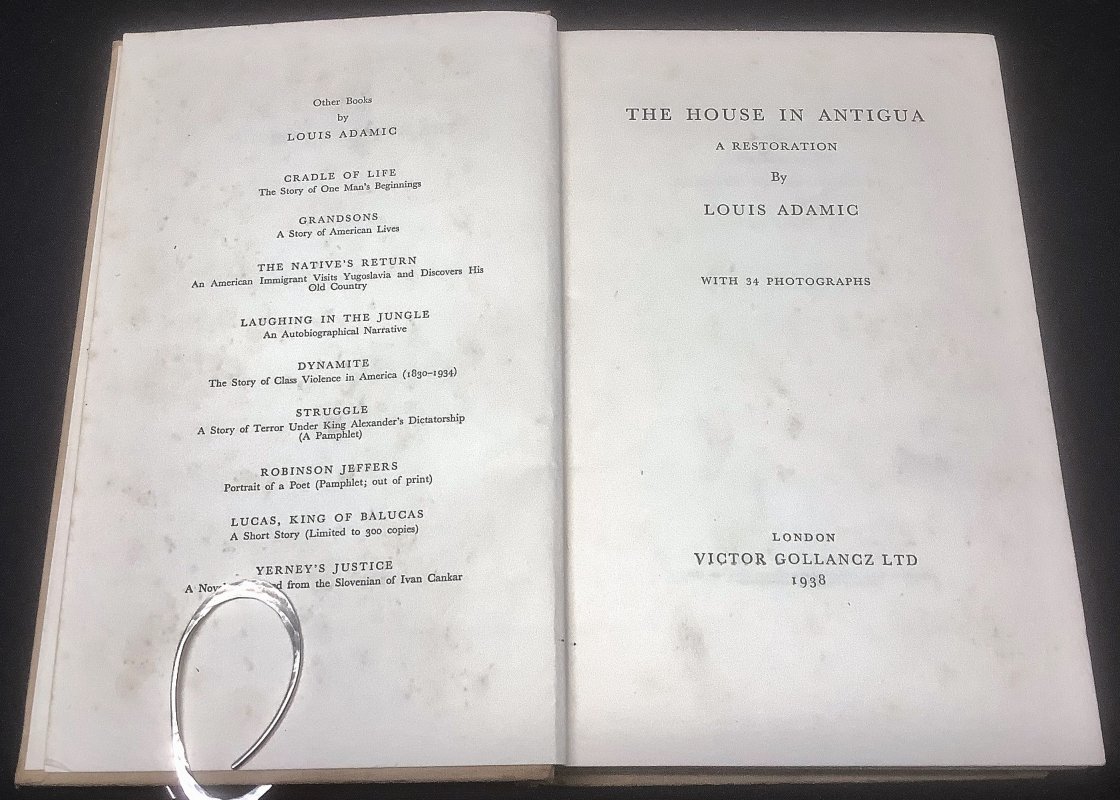 Other Books
by
LOUIS ADAMIC
CRADLE OF LIFE
The Story of One Man's Beginnings
GRANDSONS
A Story of American Lives
THE NATIVE'S RETURN
An American Immigrant Visits Yugoslavia and Discovers His
Old Country
LAUGHING IN THE JUNGLE
An Autobiographical Narrative
DYNAMITE
The Story of Class Violence in America (1830–1934)
STRUGGLE
A Story of Terror Under King Alexander's Dictatorship
(A Pamphlet)
ROBINSON JEFFERS
Portrait of a Poet (Pamphlet; out of print)
LUCAS, KING OF BALUCAS
A Short Story (Limited to 300 copies)
YERNEY'S JUSTICE
A from the Slovenian of Ivan Cankar
THE HOUSE IN ANTIGUA
A RESTORATION
By
LOUIS ADAMIC
WITH 34 PHOTOGRAPHS
LONDON
VICTOR GOLLANCZ LTD
1938